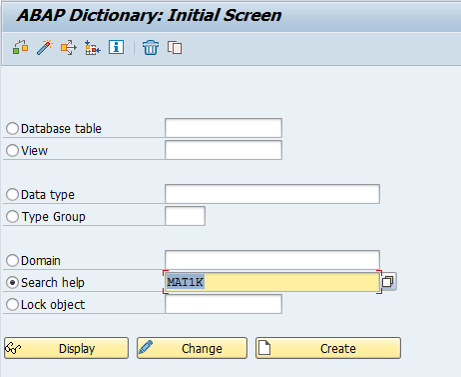 ABAP Dictionary: Initial Screen
Database table
View
Data type
Type Group
Domain
Search help MAT1K
Lock object
Display Change Create